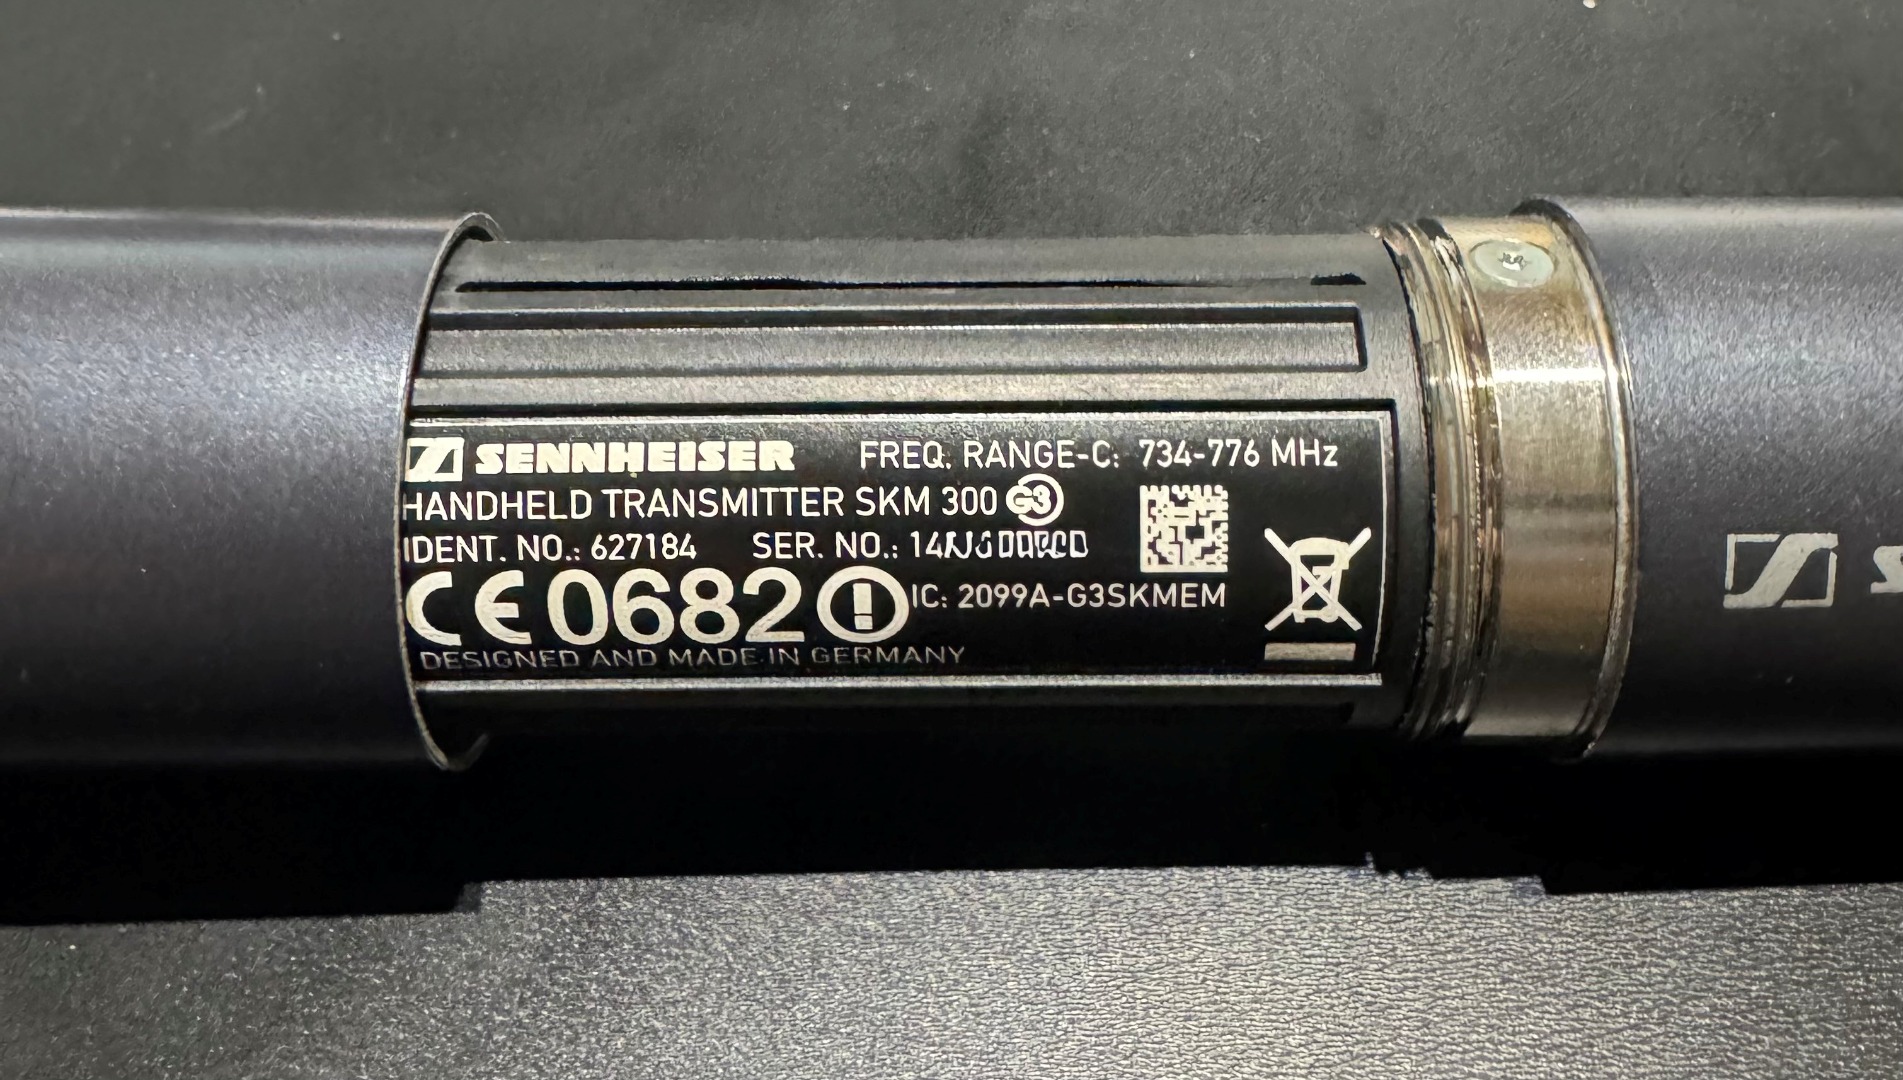 SENNHEISER FREQ. RANGE-C: 734-776 MHz
HANDHELD TRANSMITTER SKM 300 G3
IDENT. NO.: 627184 SER. NO.:
CE 0682 IC: 2099A-G3SKMEM
DESIGNED AND MADE IN GERMANY